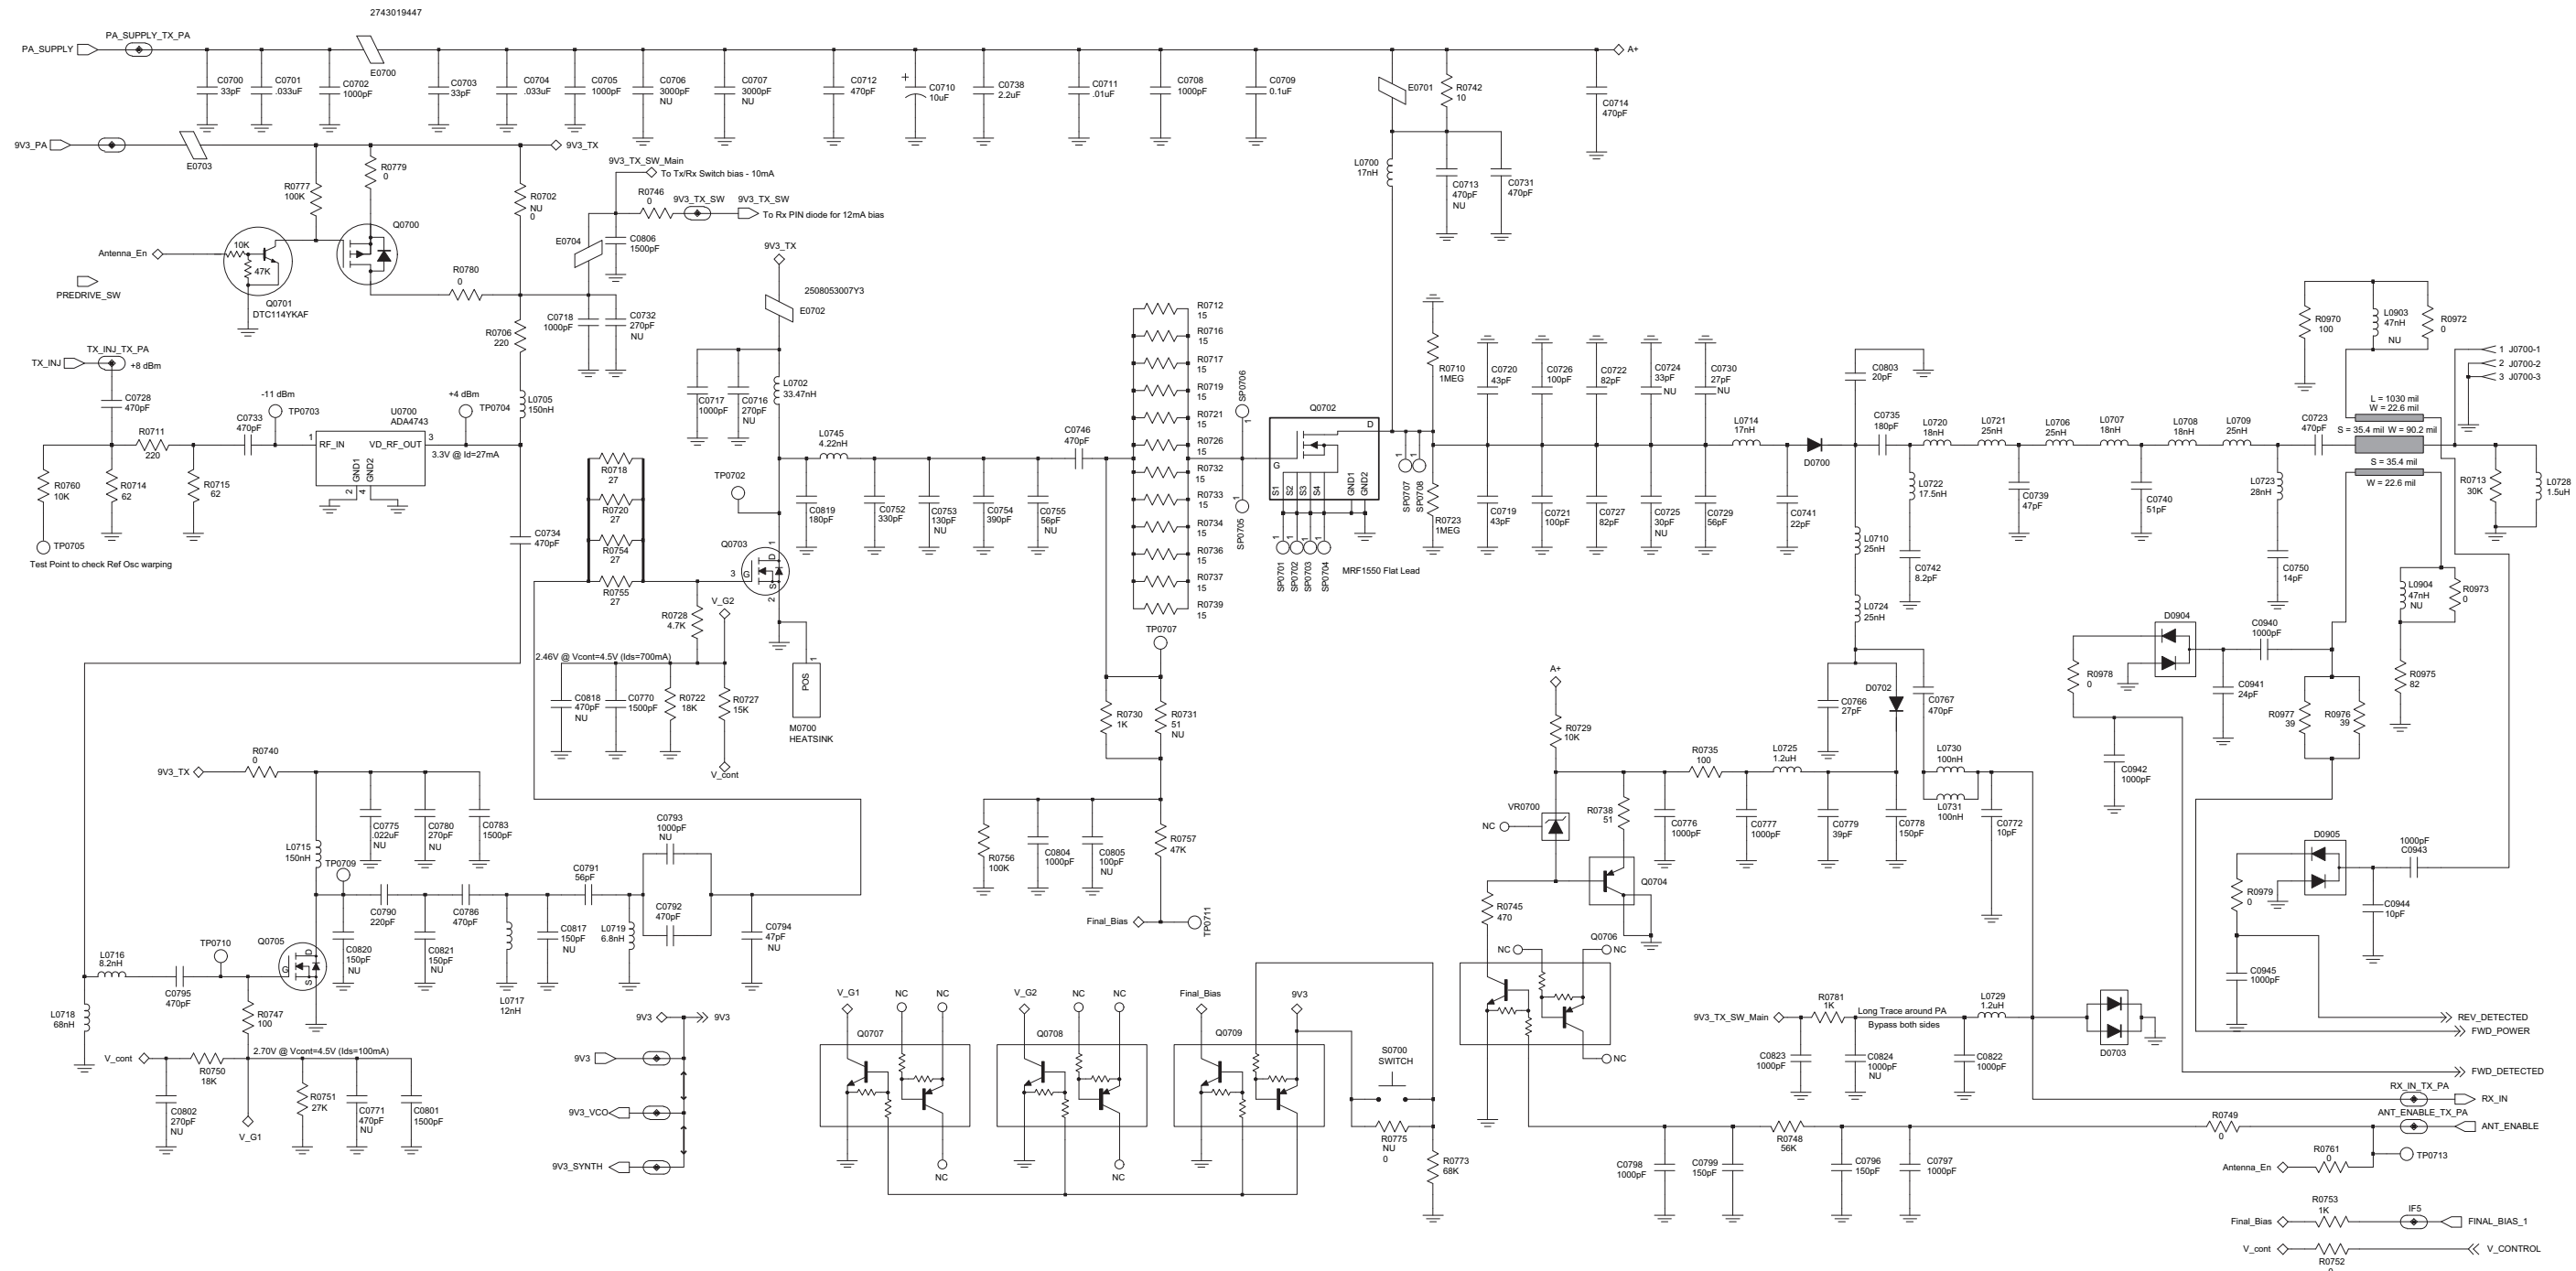 2743019447
PA_SUPPLY
PA_SUPPLY_TX_PA
E0700
A+
C0700
33pF
C0701
.033uF
C0702
1000pF
C0703
33pF
C0704
.033uF
C0705
1000pF
C0706
3000pF
NU
C0707
3000pF
NU
C0712
470pF
C0710
10uF
C0738
2.2uF
C0711
.01uF
C0708
1000pF
C0709
0.1uF
E0701
R0742
10
C0714
470pF
9V3_PA
E0703
9V3_TX
R0777
100K
R0779
0
R0702
NU
0
Q0700
9V3_TX_SW_Main
To Tx/Rx Switch bias - 10mA
R0746
0
9V3_TX_SW
9V3_TX_SW
To Rx PIN diode for 12mA bias
E0704
C0806
1500pF
L0700
17nH
C0713
470pF
NU
C0731
470pF
Antenna_En
10K
47K
Q0701
DTC114YKAF
PREDRIVE_SW
R0780
0
R0706
220
C0718
1000pF
C0732
270pF
NU
9V3_TX
2508053007Y3
E0702
C0717
1000pF
C0716
270pF
NU
L0702
33.47nH
TX_INJ
TX_INJ_TX_PA
+8 dBm
C0728
470pF
R0711
220
C0733
470pF
-11 dBm
TP0703
U0700
ADA4743
1
RF_IN
VD_RF_OUT
3
GND1
GND2
2
4
3.3V @ Id=27mA
+4 dBm
TP0704
L0705
150nH
R0760
10K
R0714
62
R0715
62
TP0705
Test Point to check Ref Osc warping
C0734
470pF
R0718
27
R0720
27
R0754
27
R0755
27
TP0702
Q0703
1
D
3
G
S
2
L0745
4.22nH
C0819
180pF
C0752
330pF
C0753
130pF
NU
C0754
390pF
C0755
56pF
NU
C0746
470pF
R0712
15
R0716
15
R0717
15
R0719
15
R0721
15
R0726
15
R0732
15
R0733
15
R0734
15
R0736
15
R0737
15
R0739
15
TP0707
SP0706
1
SP0705
1
Q0702
D
G
S1
S2
S3
S4
GND1
GND2
1
1
1
1
SP0701
SP0702
SP0703
SP0704
1
1
SP0707
SP0708
MRF1550 Flat Lead
R0710
1MEG
R0723
1MEG
C0720
43pF
C0726
100pF
C0722
82pF
C0724
33pF
NU
C0730
27pF
NU
C0719
43pF
C0721
100pF
C0727
82pF
C0725
30pF
NU
C0729
56pF
L0714
17nH
C0741
22pF
D0700
C0803
20pF
C0735
180pF
L0720
18nH
L0721
25nH
L0706
25nH
L0707
18nH
L0708
18nH
L0709
25nH
C0723
470pF
L0722
17.5nH
C0742
8.2pF
C0739
47pF
C0740
51pF
L0723
28nH
C0750
14pF
L0710
25nH
L0724
25nH
R0970
100
L0903
47nH
NU
R0972
0
1
J0700-1
2
J0700-2
3
J0700-3
L = 1030 mil
W = 22.6 mil
S = 35.4 mil
W = 90.2 mil
S = 35.4 mil
W = 22.6 mil
R0713
30K
L0728
1.5uH
L0904
47nH
NU
R0973
0
R0975
82
D0904
C0940
1000pF
R0978
0
C0941
24pF
R0977
39
R0976
39
C0942
1000pF
D0905
1000pF
C0943
R0979
0
C0944
10pF
C0945
1000pF
REV_DETECTED
FWD_POWER
FWD_DETECTED
R0728
4.7K
V_G2
2.46V @ Vcont=4.5V (Ids=700mA)
C0818
470pF
NU
C0770
1500pF
R0722
18K
R0727
15K
V_cont
POS
1
M0700
HEATSINK
R0730
1K
R0731
51
NU
R0756
100K
C0804
1000pF
C0805
100pF
NU
R0757
47K
Final_Bias
TP0711
A+
R0729
10K
VR0700
NC
R0738
51
C0776
1000pF
R0735
100
C0777
1000pF
L0725
1.2uH
C0779
39pF
C0778
150pF
C0766
27pF
D0702
C0767
470pF
L0730
100nH
L0731
100nH
C0772
10pF
Q0704
R0745
470
Q0706
NC
NC
NC
9V3_TX
R0740
0
L0715
150nH
TP0709
C0775
.022uF
NU
C0780
270pF
NU
C0783
1500pF
C0790
220pF
C0786
470pF
C0820
150pF
NU
C0821
150pF
NU
L0717
12nH
C0817
150pF
NU
C0791
56pF
L0719
6.8nH
C0793
1000pF
NU
C0792
470pF
C0794
47pF
NU
L0716
8.2nH
C0795
470pF
TP0710
Q0705
D
G
S
L0718
68nH
R0747
100
V_cont
R0750
18K
2.70V @ Vcont=4.5V (Ids=100mA)
C0802
270pF
NU
V_G1
R0751
27K
C0771
470pF
NU
C0801
1500pF
9V3
9V3
9V3
9V3_VCO
9V3_SYNTH
V_G1
NC
NC
Q0707
NC
V_G2
NC
NC
Q0708
NC
Final_Bias
9V3
Q0709
S0700
SWITCH
R0775
NU
0
R0773
68K
9V3_TX_SW_Main
R0781
1K
Long Trace around PA
Bypass both sides
L0729
1.2uH
C0823
1000pF
C0824
1000pF
NU
C0822
1000pF
D0703
RX_IN_TX_PA
RX_IN
ANT_ENABLE_TX_PA
ANT_ENABLE
R0749
0
R0748
56K
C0798
1000pF
C0799
150pF
C0796
150pF
C0797
1000pF
Antenna_En
R0761
0
TP0713
Final_Bias
R0753
1K
IF5
FINAL_BIAS_1
V_cont
R0752
V_CONTROL